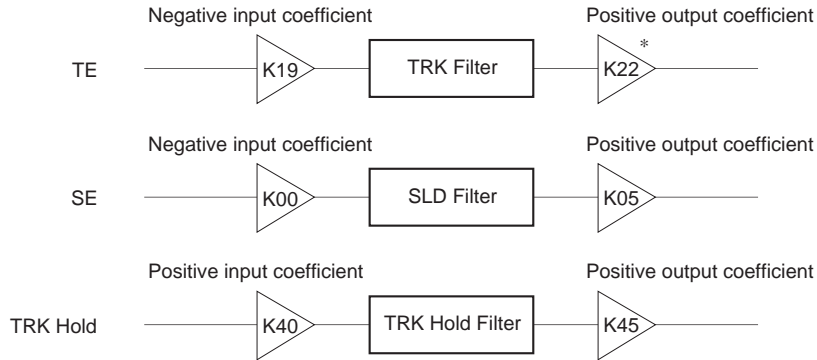 Negative input coefficient Positive output coefficient
TE K19 TRK Filter K22 *
Negative input coefficient Positive output coefficient
SE K00 SLD Filter K05
Positive input coefficient Positive output coefficient
TRK Hold K40 TRK Hold Filter K45